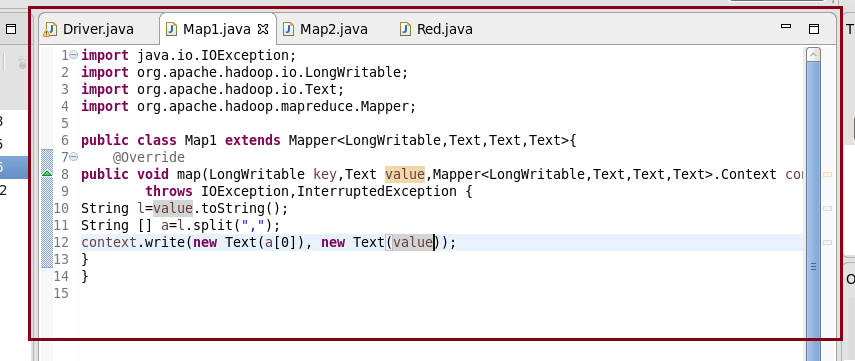 Driver.java Map1.java Map2.java Red.java
1 import java.io.IOException;
2 import org.apache.hadoop.io.LongWritable;
3 import org.apache.hadoop.io.Text;
4 import org.apache.hadoop.mapreduce.Mapper;
5
6 public class Map1 extends Mapper<LongWritable,Text,Text,Text>{
7 @Override
8 public void map(LongWritable key,Text value,Mapper<LongWritable,Text,Text,Text>.Context con
9 throws IOException,InterruptedException {
10 String l=value.toString();
11 String [] a=l.split(",");
12 context.write(new Text(a[0]), new Text(value));
13 }
14 }
15